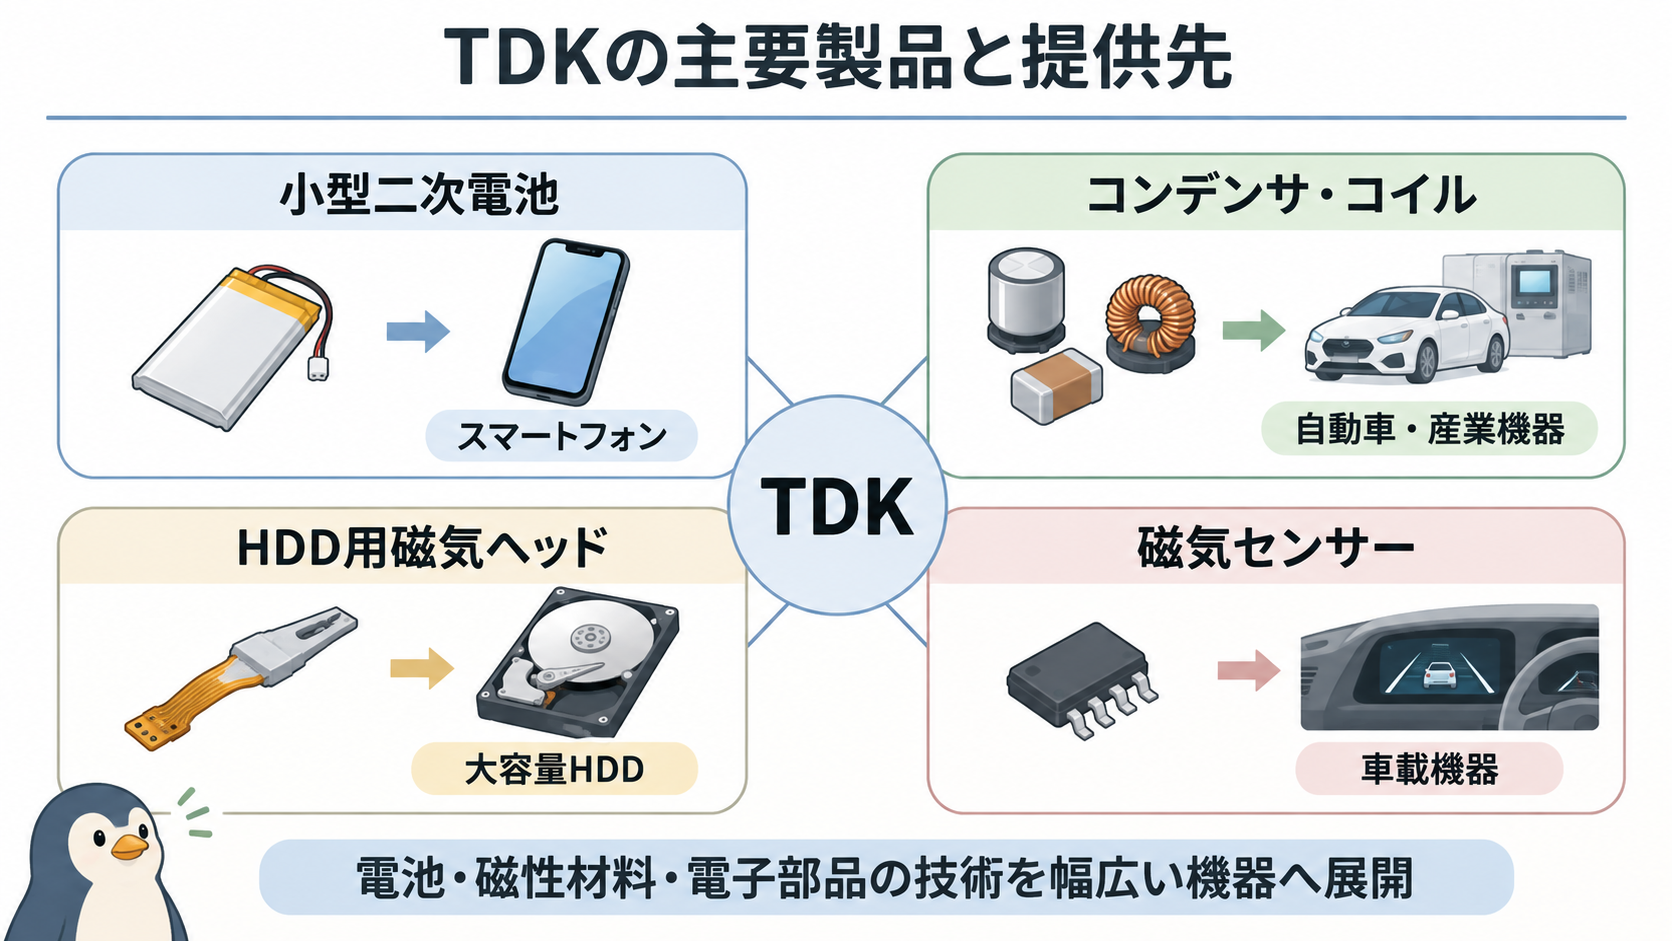 TDKの主要製品と提供先
小型二次電池
スマートフォン
コンデンサ・コイル
自動車・産業機器
TDK
HDD用磁気ヘッド
大容量HDD
磁気センサー
車載機器
電池・磁性材料・電子部品の技術を幅広い機器へ展開